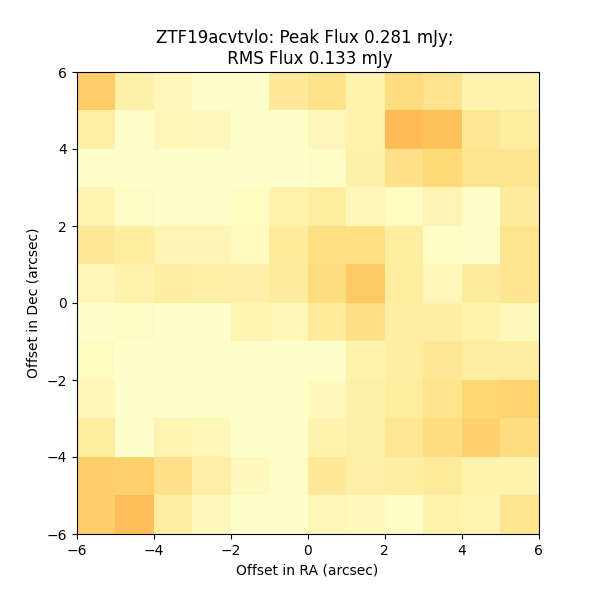 ZTF19acvtvlo: Peak Flux 0.281 mJy;
RMS Flux 0.133 mJy
6
4
2
0
−2
−4
−6
Offset in Dec (arcsec)
−6 −4 −2 0 2 4 6
Offset in RA (arcsec)